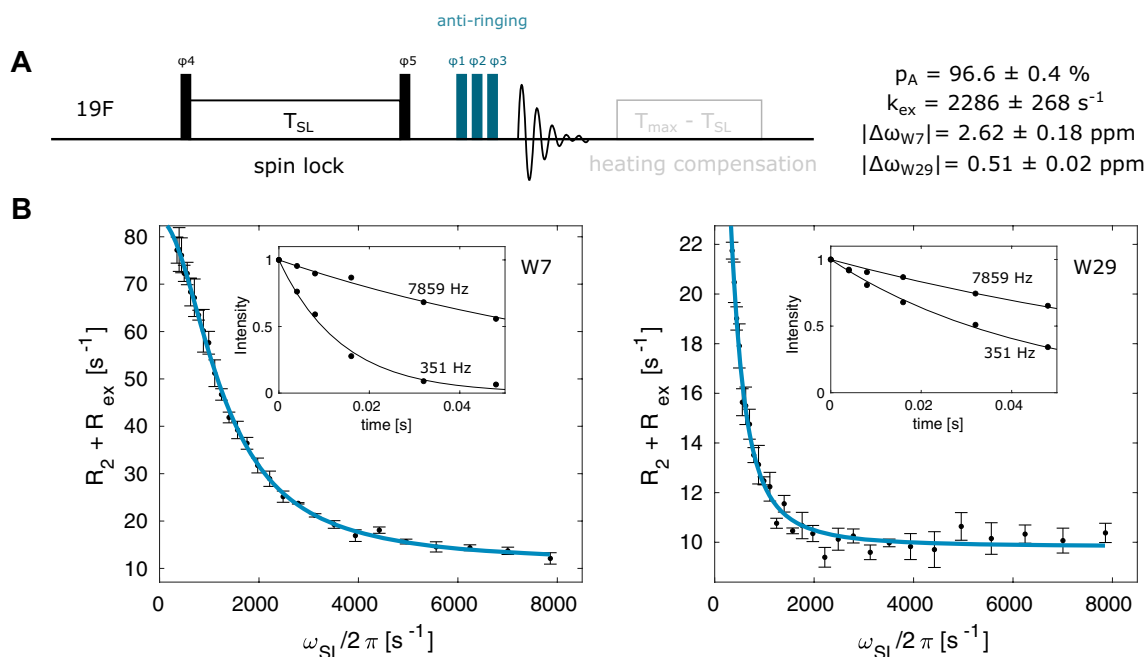 anti-ringing
A
φ4
φ5
φ1 φ2 φ3
19F
T_SL
T_max - T_SL
spin lock
heating compensation
p_A = 96.6 ± 0.4 %
k_ex = 2286 ± 268 s⁻¹
|Δω_W7|= 2.62 ± 0.18 ppm
|Δω_W29|= 0.51 ± 0.02 ppm
B
R_2 + R_ex [s⁻¹]
80
70
60
50
40
30
20
10
0 2000 4000 6000 8000
ω_SL/2 π [s⁻¹]
W7
Intensity
1
0.5
0
0 0.02 0.04
time [s]
7859 Hz
351 Hz
R_2 + R_ex [s⁻¹]
22
20
18
16
14
12
10
0 2000 4000 6000 8000
ω_SL/2 π [s⁻¹]
W29
Intensity
1
0.5
0
0 0.02 0.04
time [s]
7859 Hz
351 Hz